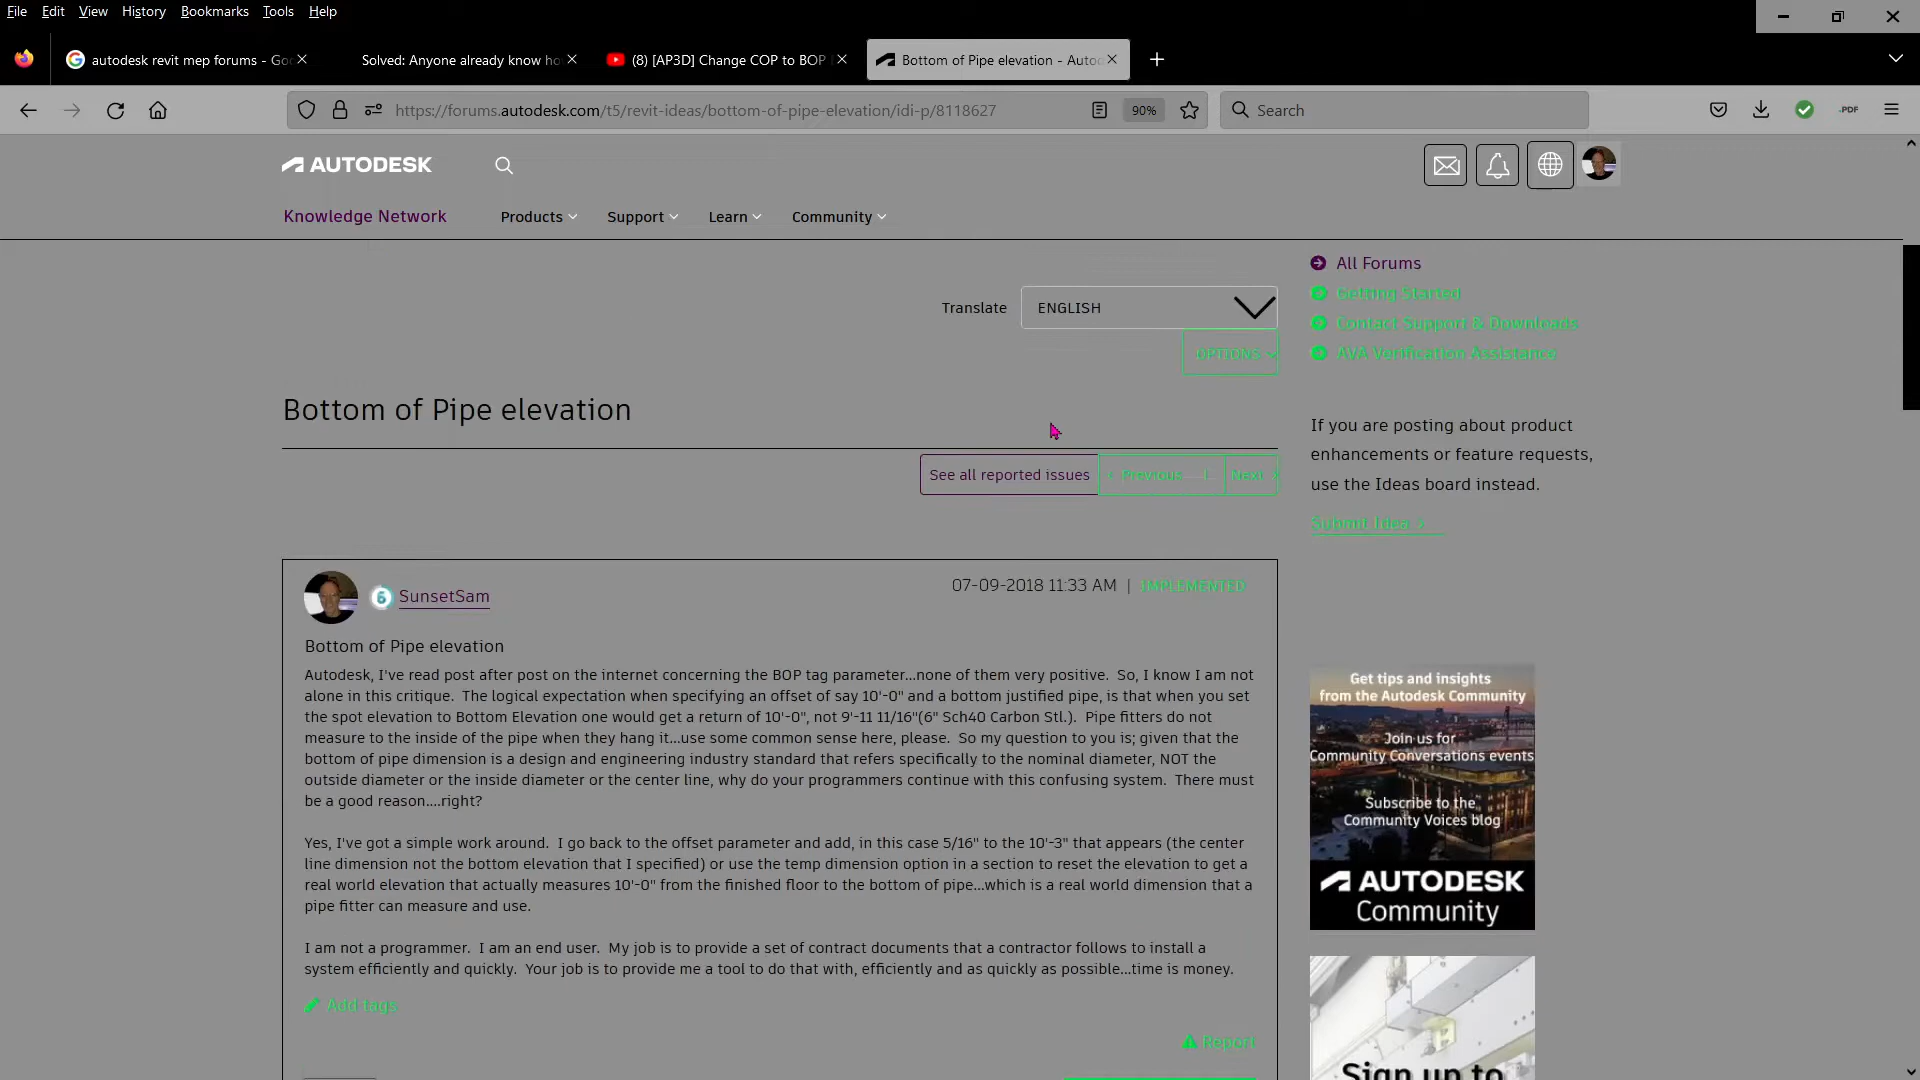 File Edit View History Bookmarks Tools Help
autodesk revit mep forums - Go
Solved: Anyone already know ho
(8) [AP3D] Change COP to BOP
Bottom of Pipe elevation - Autod
https://forums.autodesk.com/t5/revit-ideas/bottom-of-pipe-elevation/idi-p/8118627
90%
Search
.PDF
AUTODESK
Knowledge Network
Products
Support
Learn
Community
All Forums
Getting Started
Contact Support & Downloads
AVA Verification Assistance
Translate
ENGLISH
OPTIONS
Bottom of Pipe elevation
See all reported issues
Previous
Next
If you are posting about product
enhancements or feature requests,
use the Ideas board instead.
Submit Idea >
6 SunsetSam
07-09-2018 11:33 AM | IMPLEMENTED
Bottom of Pipe elevation
Autodesk, I've read post after post on the internet concerning the BOP tag parameter...none of them very positive. So, I know I am not
alone in this critique. The logical expectation when specifying an offset of say 10'-0" and a bottom justified pipe, is that when you set
the spot elevation to Bottom Elevation one would get a return of 10'-0", not 9'-11 11/16"(6" Sch40 Carbon Stl.). Pipe fitters do not
measure to the inside of the pipe when they hang it...use some common sense here, please. So my question to you is; given that the
bottom of pipe dimension is a design and engineering industry standard that refers specifically to the nominal diameter, NOT the
outside diameter or the inside diameter or the center line, why do your programmers continue with this confusing system. There must
be a good reason....right?
Yes, I've got a simple work around. I go back to the offset parameter and add, in this case 5/16" to the 10'-3" that appears (the center
line dimension not the bottom elevation that I specified) or use the temp dimension option in a section to reset the elevation to get a
real world elevation that actually measures 10'-0" from the finished floor to the bottom of pipe...which is a real world dimension that a
pipe fitter can measure and use.
I am not a programmer. I am an end user. My job is to provide a set of contract documents that a contractor follows to install a
system efficiently and quickly. Your job is to provide me a tool to do that with, efficiently and as quickly as possible...time is money.
Add tags
Report
Get tips and insights
from the Autodesk Community
Join us for
Community Conversations events
Subscribe to the
Community Voices blog
AUTODESK
Community
Sign up to